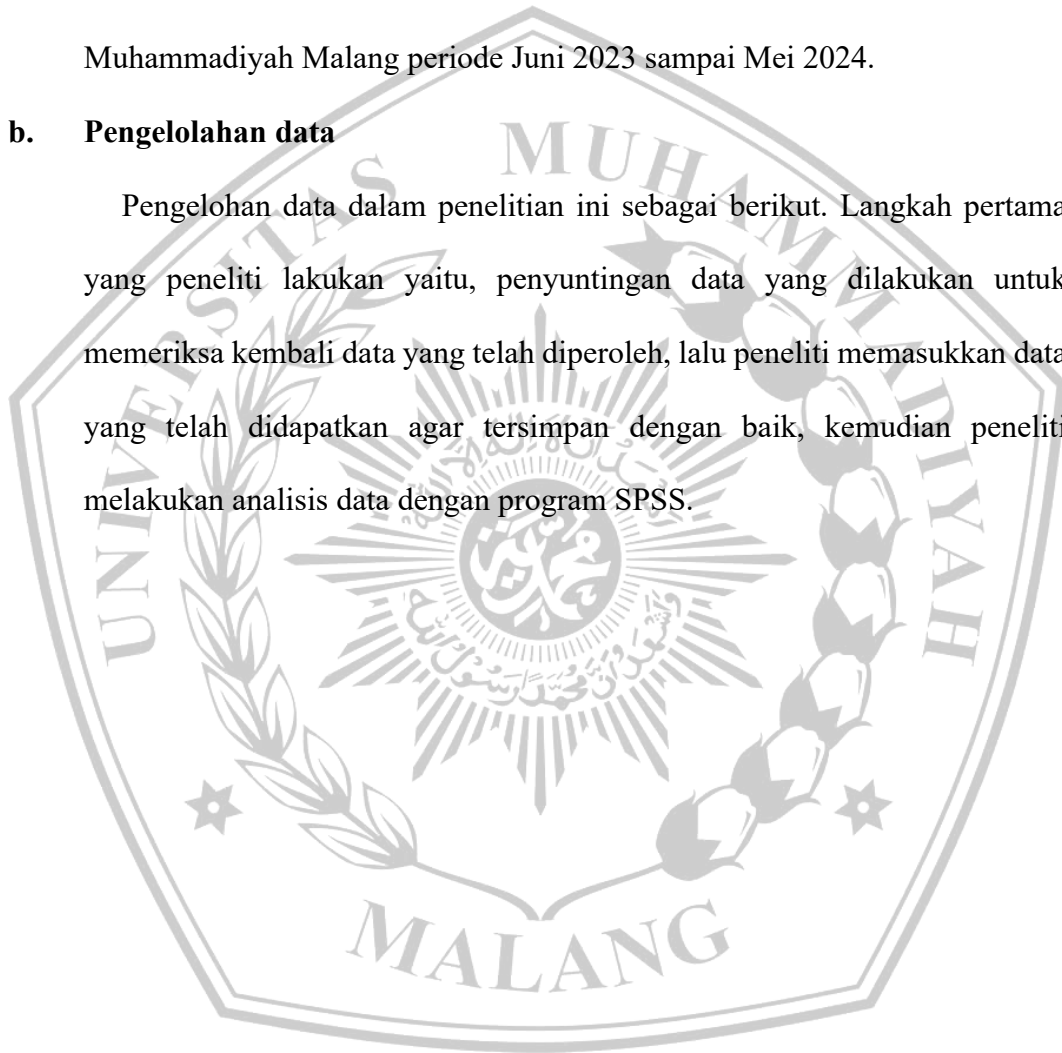 Muhammadiyah Malang periode Juni 2023 sampai Mei 2024.
b. Pengelolahan data
Pengelohan data dalam penelitian ini sebagai berikut. Langkah pertama
yang peneliti lakukan yaitu, penyuntingan data yang dilakukan untuk
memeriksa kembali data yang telah diperoleh, lalu peneliti memasukkan data
yang telah didapatkan agar tersimpan dengan baik, kemudian peneliti
melakukan analisis data dengan program SPSS.
UNIVERSITAS MUHAMMADIYAH
MALANG